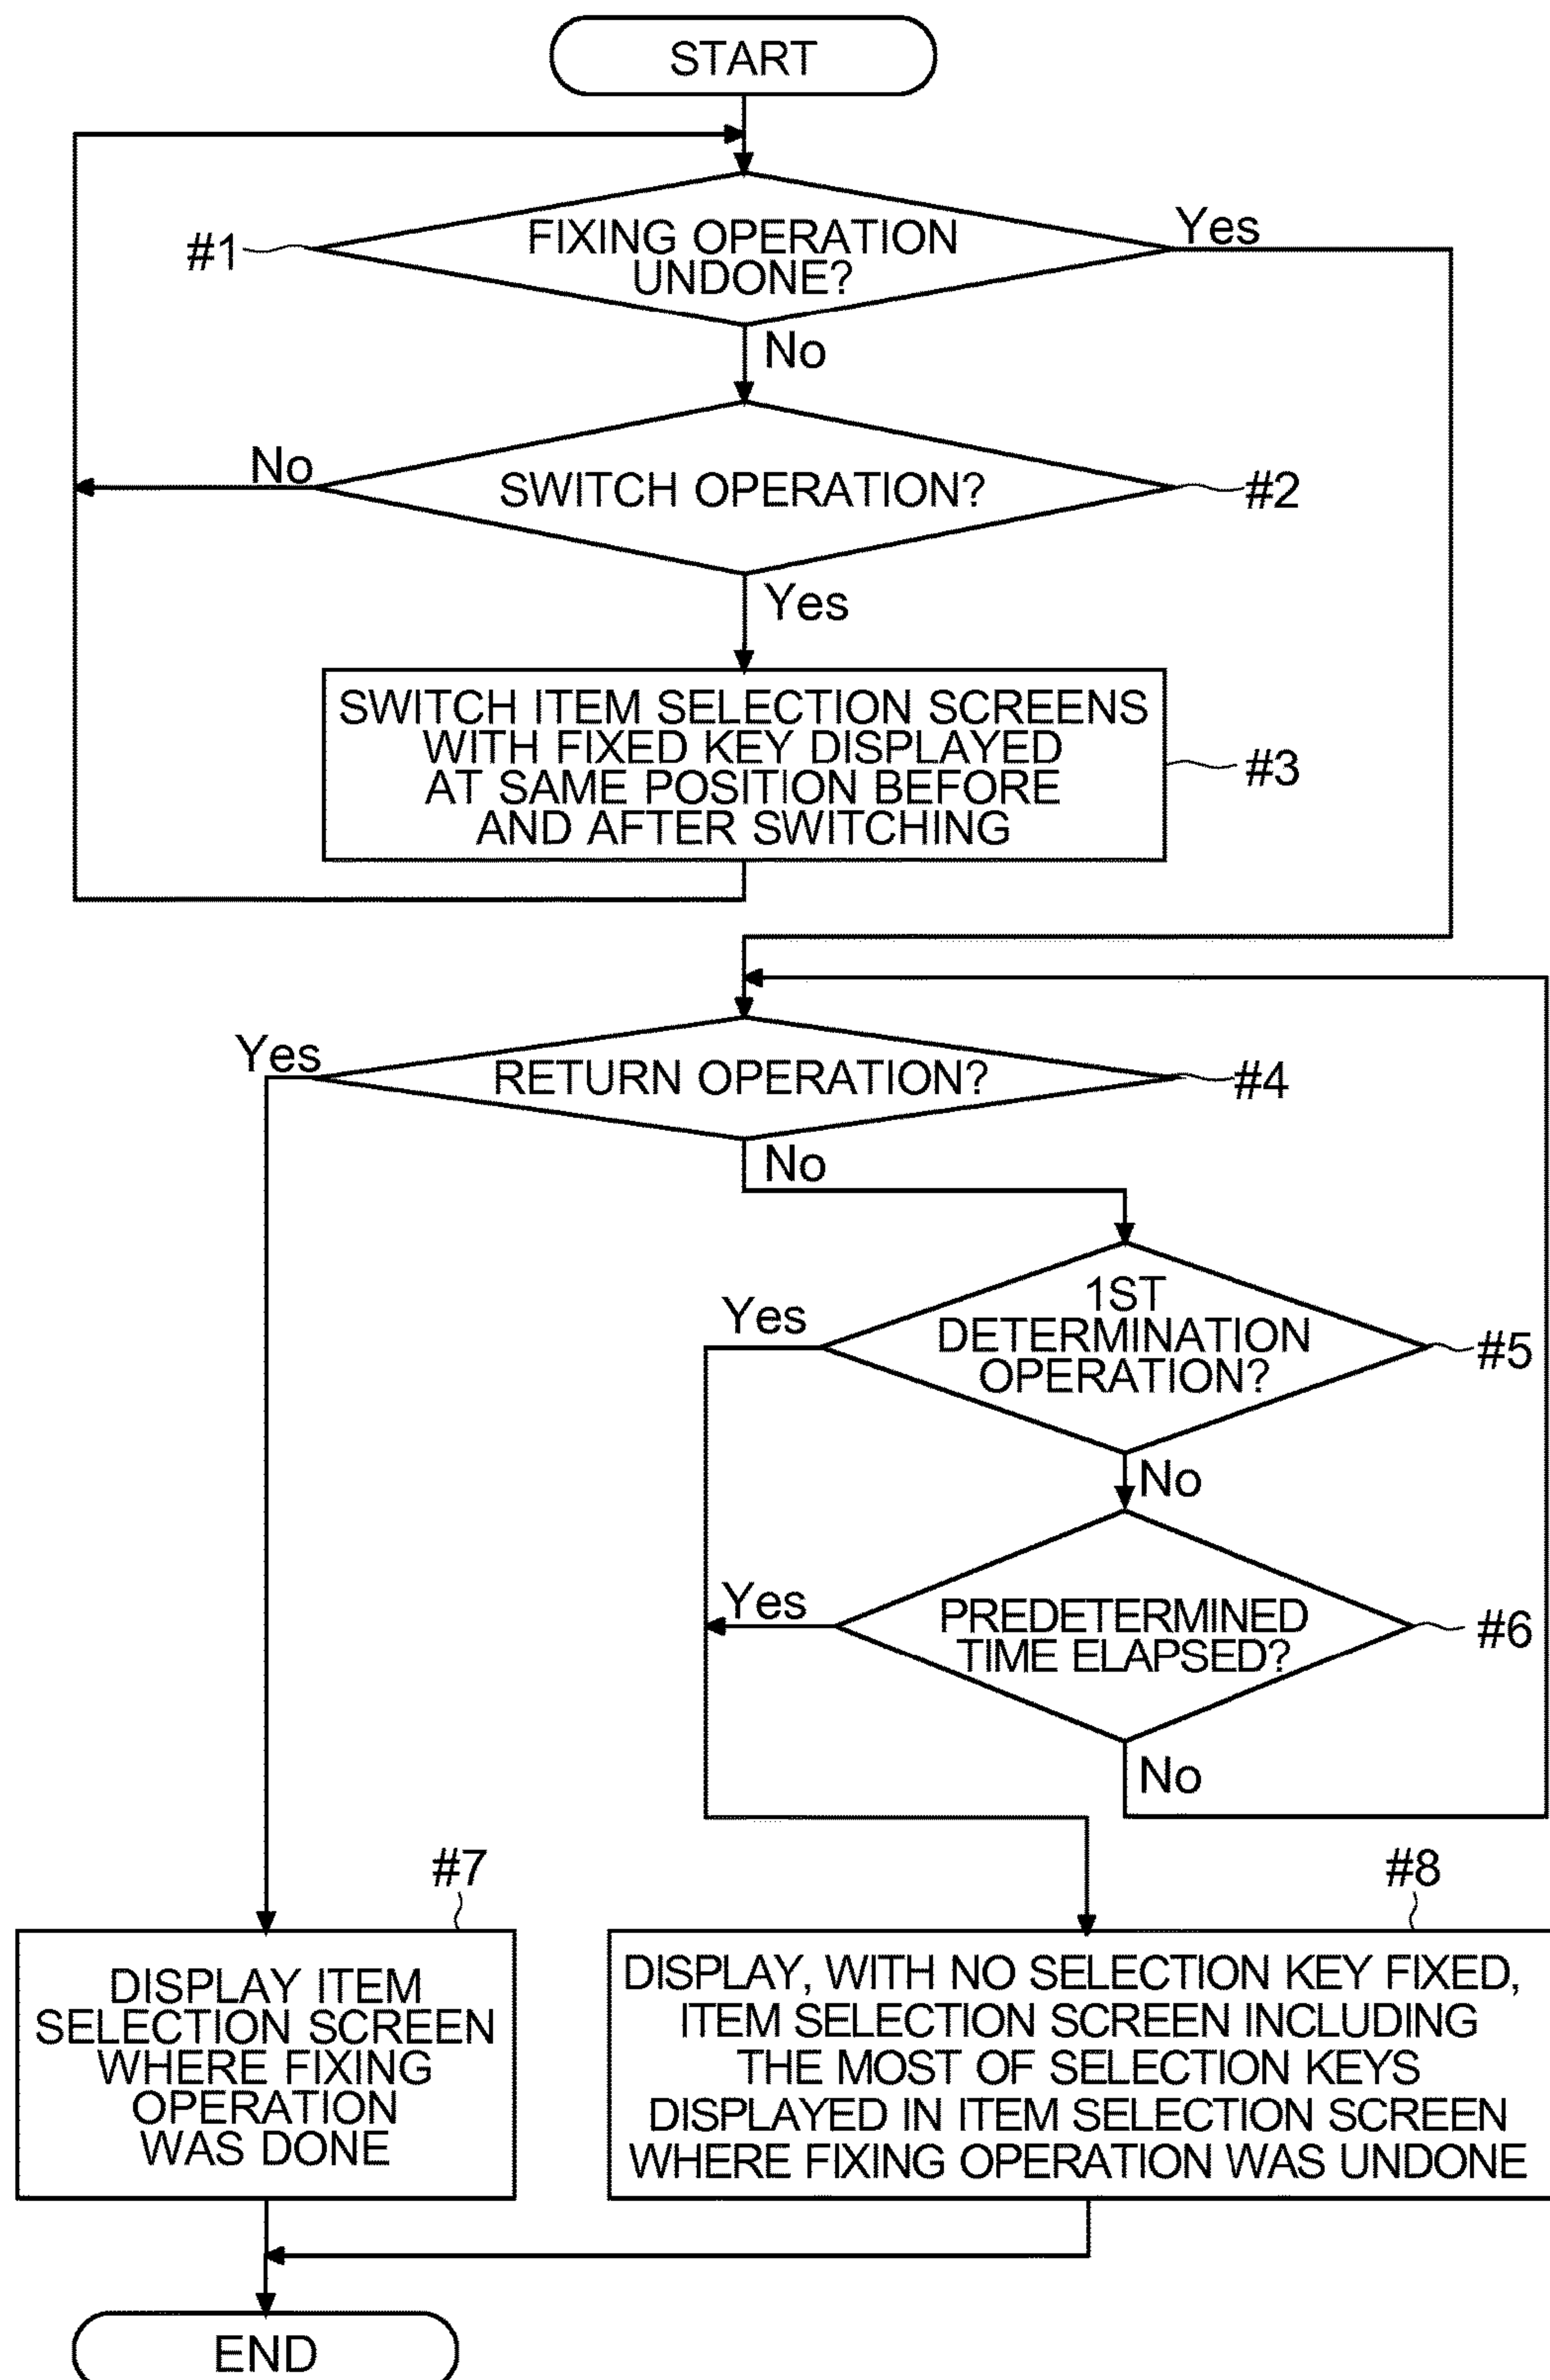 START
#1
FIXING OPERATION
UNDONE?
Yes
No
No
SWITCH OPERATION?
#2
Yes
SWITCH ITEM SELECTION SCREENS
WITH FIXED KEY DISPLAYED
AT SAME POSITION BEFORE
AND AFTER SWITCHING
#3
Yes
RETURN OPERATION?
#4
No
Yes
1ST
DETERMINATION
OPERATION?
#5
No
Yes
PREDETERMINED
TIME ELAPSED?
#6
No
#7
DISPLAY ITEM
SELECTION SCREEN
WHERE FIXING
OPERATION
WAS DONE
#8
DISPLAY, WITH NO SELECTION KEY FIXED,
ITEM SELECTION SCREEN INCLUDING
THE MOST OF SELECTION KEYS
DISPLAYED IN ITEM SELECTION SCREEN
WHERE FIXING OPERATION WAS UNDONE
END